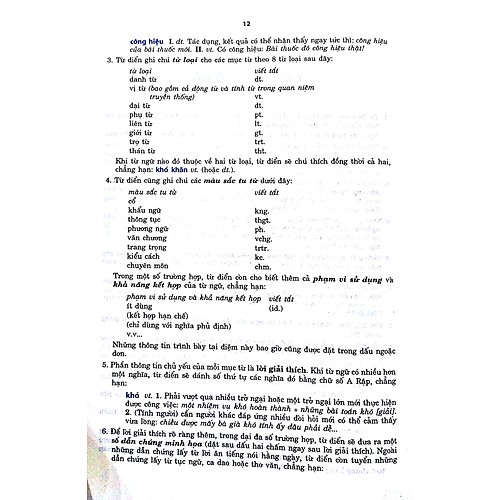 12
công hiệu I. dt. Tác dụng, kết quả có thể nhận thấy ngay tức thì: công hiệu
của bài thuốc mới. II. vt. Có công hiệu: Bài thuốc đó công hiệu thật!
3. Từ điển ghi chú từ loại cho các mục từ theo 8 từ loại sau đây:
từ loại viết tắt
danh từ dt.
vị từ (bao gồm cả động từ và tính từ trong quan niệm
truyền thống) vt.
đại từ đt.
phụ từ pt.
liên từ lt.
giới từ gt.
trợ từ trt.
thán từ tht.
Khi từ ngữ nào đó thuộc về hai từ loại, từ điển sẽ chú thích đồng thời cả hai,
chẳng hạn: khó khăn vt. (hoặc dt.).
4. Từ điển cũng ghi chú các màu sắc tu từ dưới đây:
màu sắc tu từ viết tắt
cổ
khẩu ngữ kng.
thông tục thgt.
phương ngữ ph.
văn chương vchg.
trang trọng trtr.
kiểu cách kc.
chuyên môn chm.
Trong một số trường hợp, từ điển còn cho biết thêm cả phạm vi sử dụng và
khả năng kết hợp của từ ngữ, chẳng hạn:
phạm vi sử dụng và khả năng kết hợp viết tắt
ít dùng (id.)
(kết hợp hạn chế)
(chỉ dùng với nghĩa phủ định)
v.v...
Những thông tin trình bày tại điểm này bao giờ cũng được đặt trong dấu ngoặc
đơn.
5. Phần thông tin chủ yếu của mỗi mục từ là lời giải thích. Khi từ ngữ có nhiều hơn
một nghĩa, từ điển sẽ đánh số thứ tự các nghĩa đó bằng chữ số A Rập, chẳng
hạn:
khó vt. 1. Phải vượt qua nhiều trở ngại hoặc một trở ngại lớn mới thực hiện
được công việc: một nhiệm vụ khó hoàn thành • những bài toán khó [giải].
2. (Tính người) cần người khác đáp ứng nhiều đòi hỏi mới có thể cảm thấy
vừa lòng: chiều được mấy bà già khó tính ấy đâu phải dễ...
6. Để lời giải thích rõ ràng thêm, trong đại đa số trường hợp, từ điển sẽ đưa ra một
số dẫn chứng minh họa (đặt sau dấu hai chấm ngay sau lời giải thích). Ngoài
những dẫn chứng lấy từ lời ăn tiếng nói hằng ngày, từ điển còn tuyển những
dẫn chứng lấy từ tục ngữ, ca dao hoặc thơ văn, chẳng hạn: